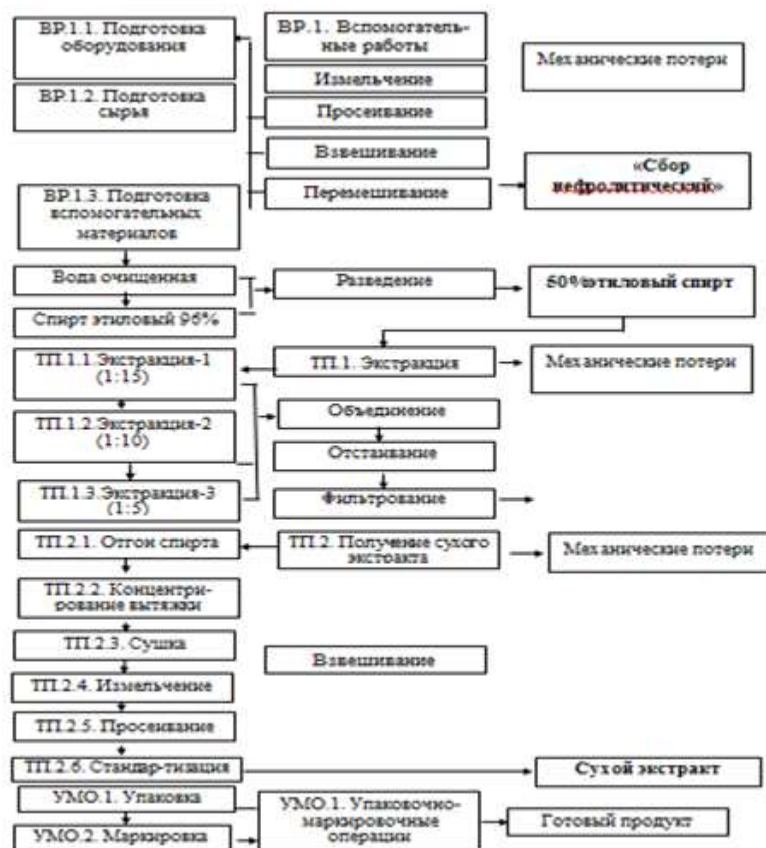 ВР.1.1. Подготовка
оборудования
ВР.1. Вспомогатель-
ные работы
Механические потери
Измельчение
ВР.1.2. Подготовка
сырья
Просеивание
Взвешивание
«Сбор
нефролитический»
Перемешивание
ВР.1.3. Подготовка
вспомогательных
материалов
Вода очищенная
Разведение
50%этиловый спирт
Спирт этиловый 96%
ТП.1.1.Экстракция-1
(1:15)
ТП.1. Экстракция
Механические потери
ТП.1.2.Экстракция-2
(1:10)
Объединение
Отстаивание
ТП.1.3.Экстракция-3
(1:5)
Фильтрование
ТП.2.1. Отгон спирта
ТП.2. Получение сухого
экстракта
Механические потери
ТП.2.2. Концентри-
рование вытяжки
ТП.2.3. Сушка
Взвешивание
ТП.2.4. Измельчение
ТП.2.5. Просеивание
ТП.2.6. Стандар-тизация
Сухой экстракт
УМО.1. Упаковка
УМО.1. Упаковочно-
маркировочные
операции
Готовый продукт
УМО.2. Маркировка